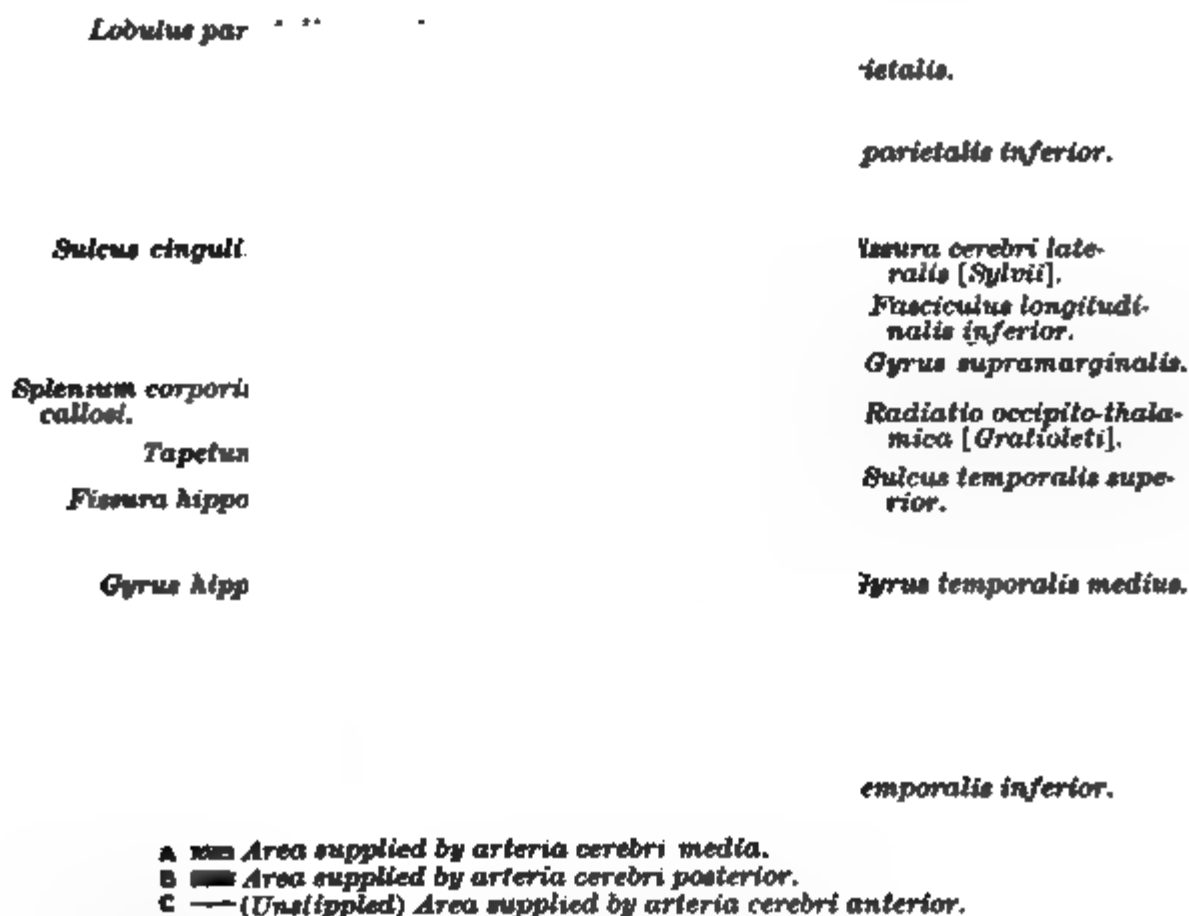 Lobulus par
ietalis.
parietalis inferior.
Sulcus cinguli.
issura cerebri late-
ralis [Sylvii].
Fasciculus longitudi-
nalis inferior.
Gyrus supramarginalis.
Splenium corporis
callosi.
Radiatio occipito-thala-
mica [Gratioleti].
Tapetum
Sulcus temporalis supe-
rior.
Fissura hippo
Gyrus hipp
Gyrus temporalis medius.
emporalis inferior.
A Area supplied by arteria cerebri media.
B Area supplied by arteria cerebri posterior.
C (Unstippled) Area supplied by arteria cerebri anterior.